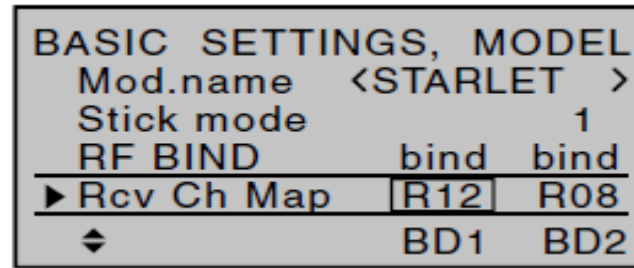 BASIC SETTINGS, MODEL
Mod.name <STARLET >
Stick mode 1
RF BIND bind bind
Rcv Ch Map R12 R08
BD1 BD2